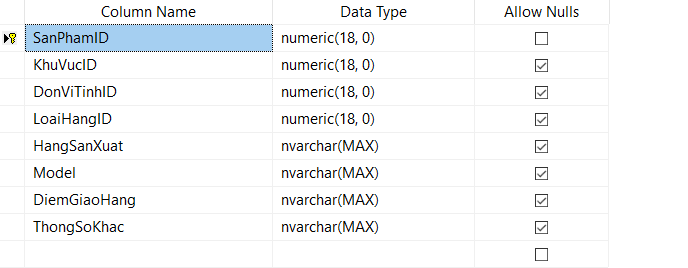 Column Name Data Type Allow Nulls
SanPhamID numeric(18, 0)
KhuVucID numeric(18, 0)
DonViTinhID numeric(18, 0)
LoaiHangID numeric(18, 0)
HangSanXuat nvarchar(MAX)
Model nvarchar(MAX)
DiemGiaoHang nvarchar(MAX)
ThongSoKhac nvarchar(MAX)